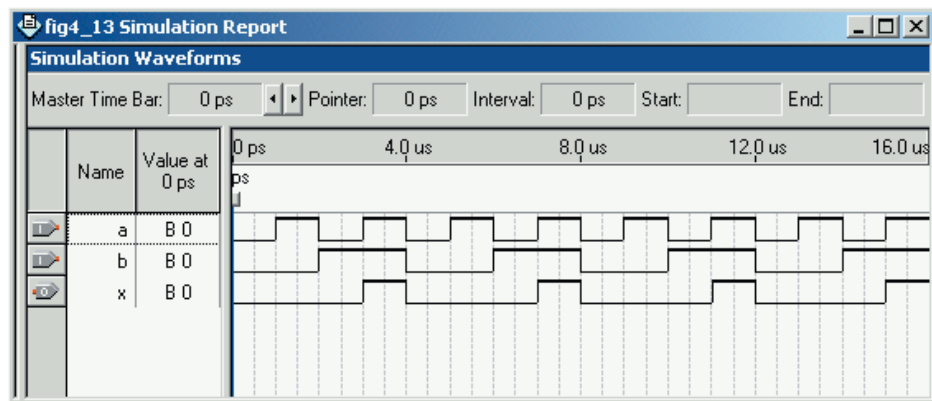 fig4_13 Simulation Report
Simulation Waveforms
Master Time Bar: 0 ps Pointer: 0 ps Interval: 0 ps Start: End:
Name Value at 0 ps 0 ps 4.0 us 8.0 us 12.0 us 16.0 us
ps
a B 0
b B 0
x B 0